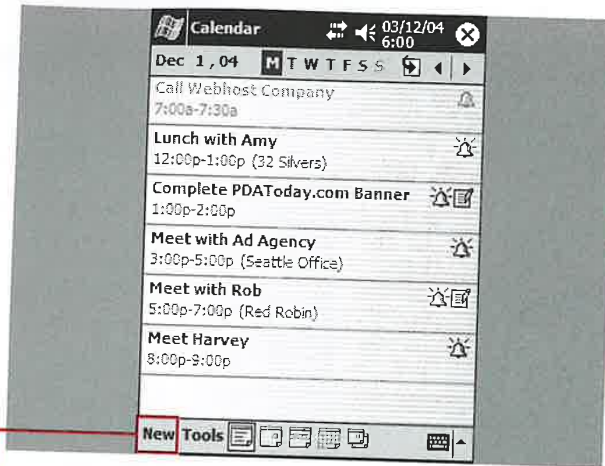 Calendar
03/12/04
6:00
Dec 1,04 M T W T F S S
Call Webhost Company
7:00a-7:30a
Lunch with Amy
12:00p-1:00p (32 Silvers)
Complete PDAToday.com Banner
1:00p-2:00p
Meet with Ad Agency
3:00p-5:00p (Seattle Office)
Meet with Rob
5:00p-7:00p (Red Robin)
Meet Harvey
8:00p-9:00p
New Tools